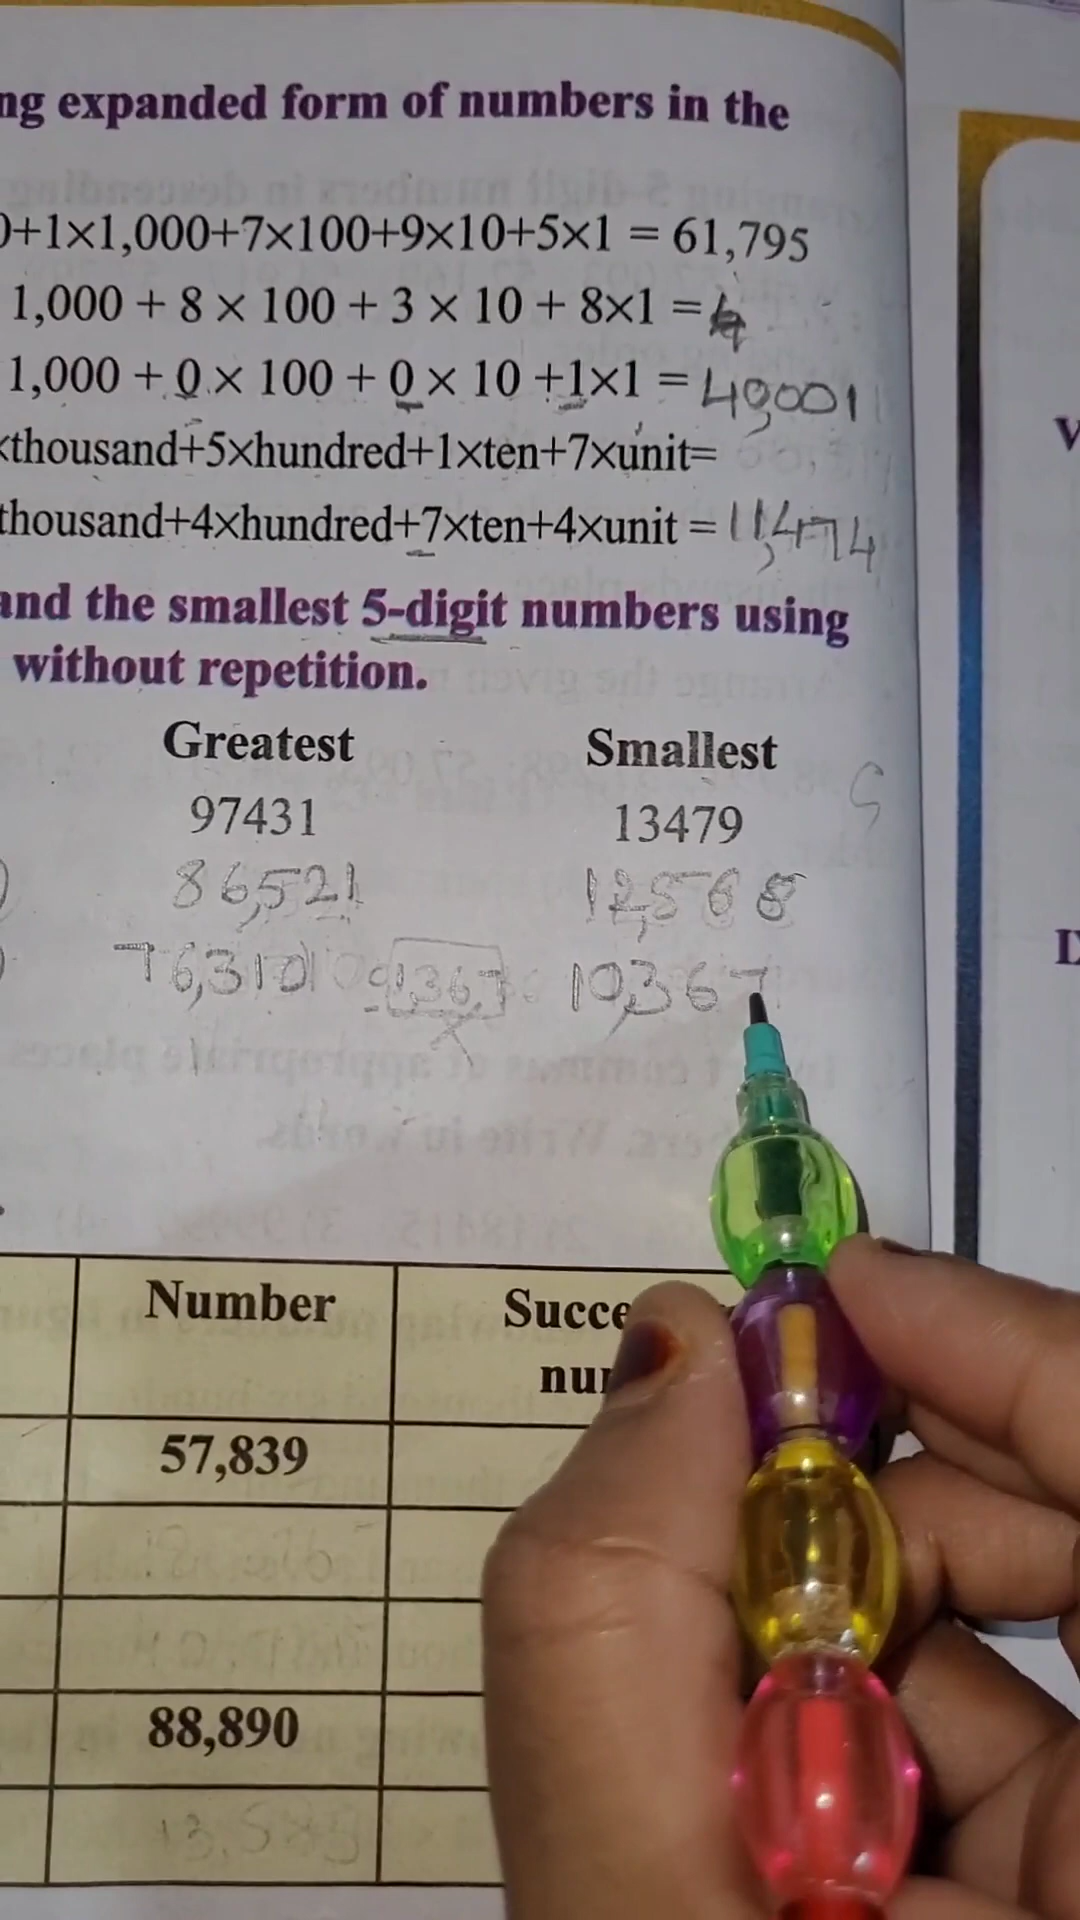 ng expanded form of numbers in the
0+1×1,000+7×100+9×10+5×1 = 61,795
1,000 + 8 × 100 + 3 × 10 + 8×1 =
1,000 + 0 × 100 + 0 × 10 +1×1 = 40,001
×thousand+5×hundred+1×ten+7×unit=
thousand+4×hundred+7×ten+4×unit = 11,474
and the smallest 5-digit numbers using
without repetition.
Greatest Smallest
97431 13479
86,521 12,568
76,310 10,367
Number Succe
nu
57,839
88,890